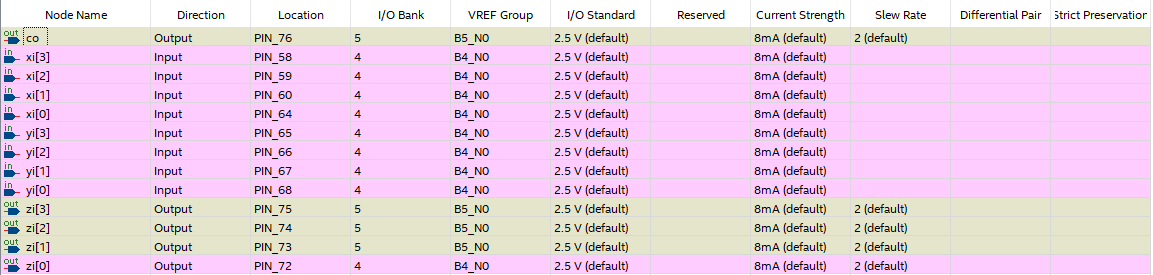 Node Name Direction Location I/O Bank VREF Group I/O Standard Reserved Current Strength Slew Rate Differential Pair Strict Preservation
out co Output PIN_76 5 B5_N0 2.5 V (default) 8mA (default) 2 (default)
in xi[3] Input PIN_58 4 B4_N0 2.5 V (default) 8mA (default)
in xi[2] Input PIN_59 4 B4_N0 2.5 V (default) 8mA (default)
in xi[1] Input PIN_60 4 B4_N0 2.5 V (default) 8mA (default)
in xi[0] Input PIN_64 4 B4_N0 2.5 V (default) 8mA (default)
in yi[3] Input PIN_65 4 B4_N0 2.5 V (default) 8mA (default)
in yi[2] Input PIN_66 4 B4_N0 2.5 V (default) 8mA (default)
in yi[1] Input PIN_67 4 B4_N0 2.5 V (default) 8mA (default)
in yi[0] Input PIN_68 4 B4_N0 2.5 V (default) 8mA (default)
out zi[3] Output PIN_75 5 B5_N0 2.5 V (default) 8mA (default) 2 (default)
out zi[2] Output PIN_74 5 B5_N0 2.5 V (default) 8mA (default) 2 (default)
out zi[1] Output PIN_73 5 B5_N0 2.5 V (default) 8mA (default) 2 (default)
out zi[0] Output PIN_72 4 B4_N0 2.5 V (default) 8mA (default) 2 (default)